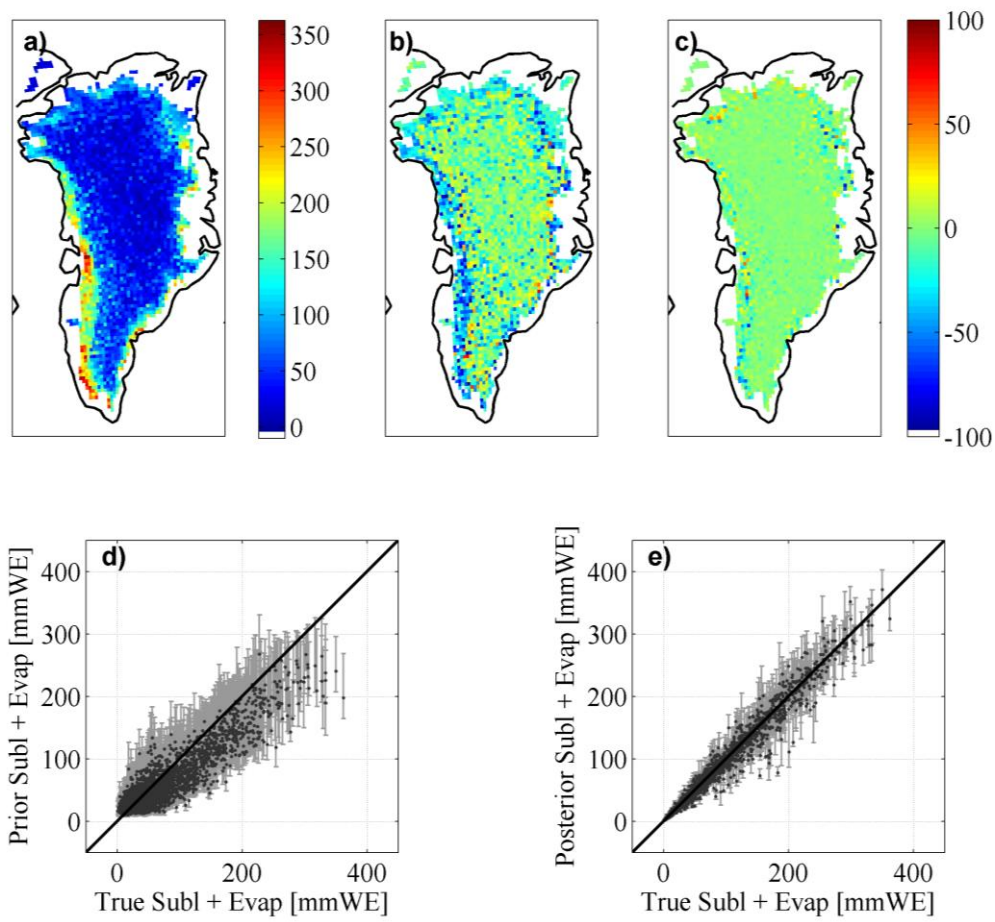 a)
350
300
250
200
150
100
50
0
b)
c)
100
50
0
-50
-100
d)
Prior Subl + Evap [mmWE]
400
300
200
100
0
0 200 400
True Subl + Evap [mmWE]
e)
Posterior Subl + Evap [mmWE]
400
300
200
100
0
0 200 400
True Subl + Evap [mmWE]